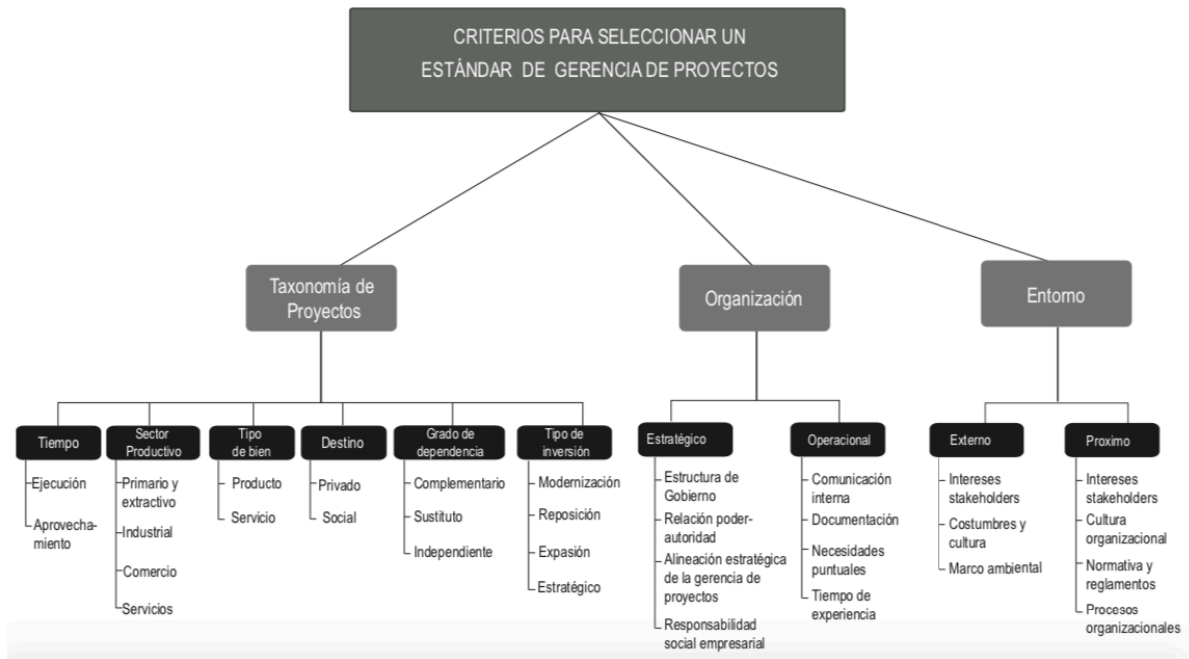 CRITERIOS PARA SELECCIONAR UN
ESTÁNDAR DE GERENCIA DE PROYECTOS
Taxonomía de
Proyectos
Organización
Entorno
Tiempo
Ejecución
Aprovecha-
miento
Sector
Productivo
Primario y
extractivo
Industrial
Comercio
Servicios
Tipo
de bien
Producto
Servicio
Destino
Privado
Social
Grado de
dependencia
Complementario
Sustituto
Independiente
Tipo de
inversión
Modernización
Reposición
Expasión
Estratégico
Estratégico
Estructura de
Gobierno
Relación poder-
autoridad
Alineación estratégica
de la gerencia de
proyectos
Responsabilidad
social empresarial
Operacional
Comunicación
interna
Documentación
Necesidades
puntuales
Tiempo de
experiencia
Externo
Intereses
stakeholders
Costumbres y
cultura
Marco ambiental
Proximo
Intereses
stakeholders
Cultura
organizacional
Normativa y
reglamentos
Procesos
organizacionales